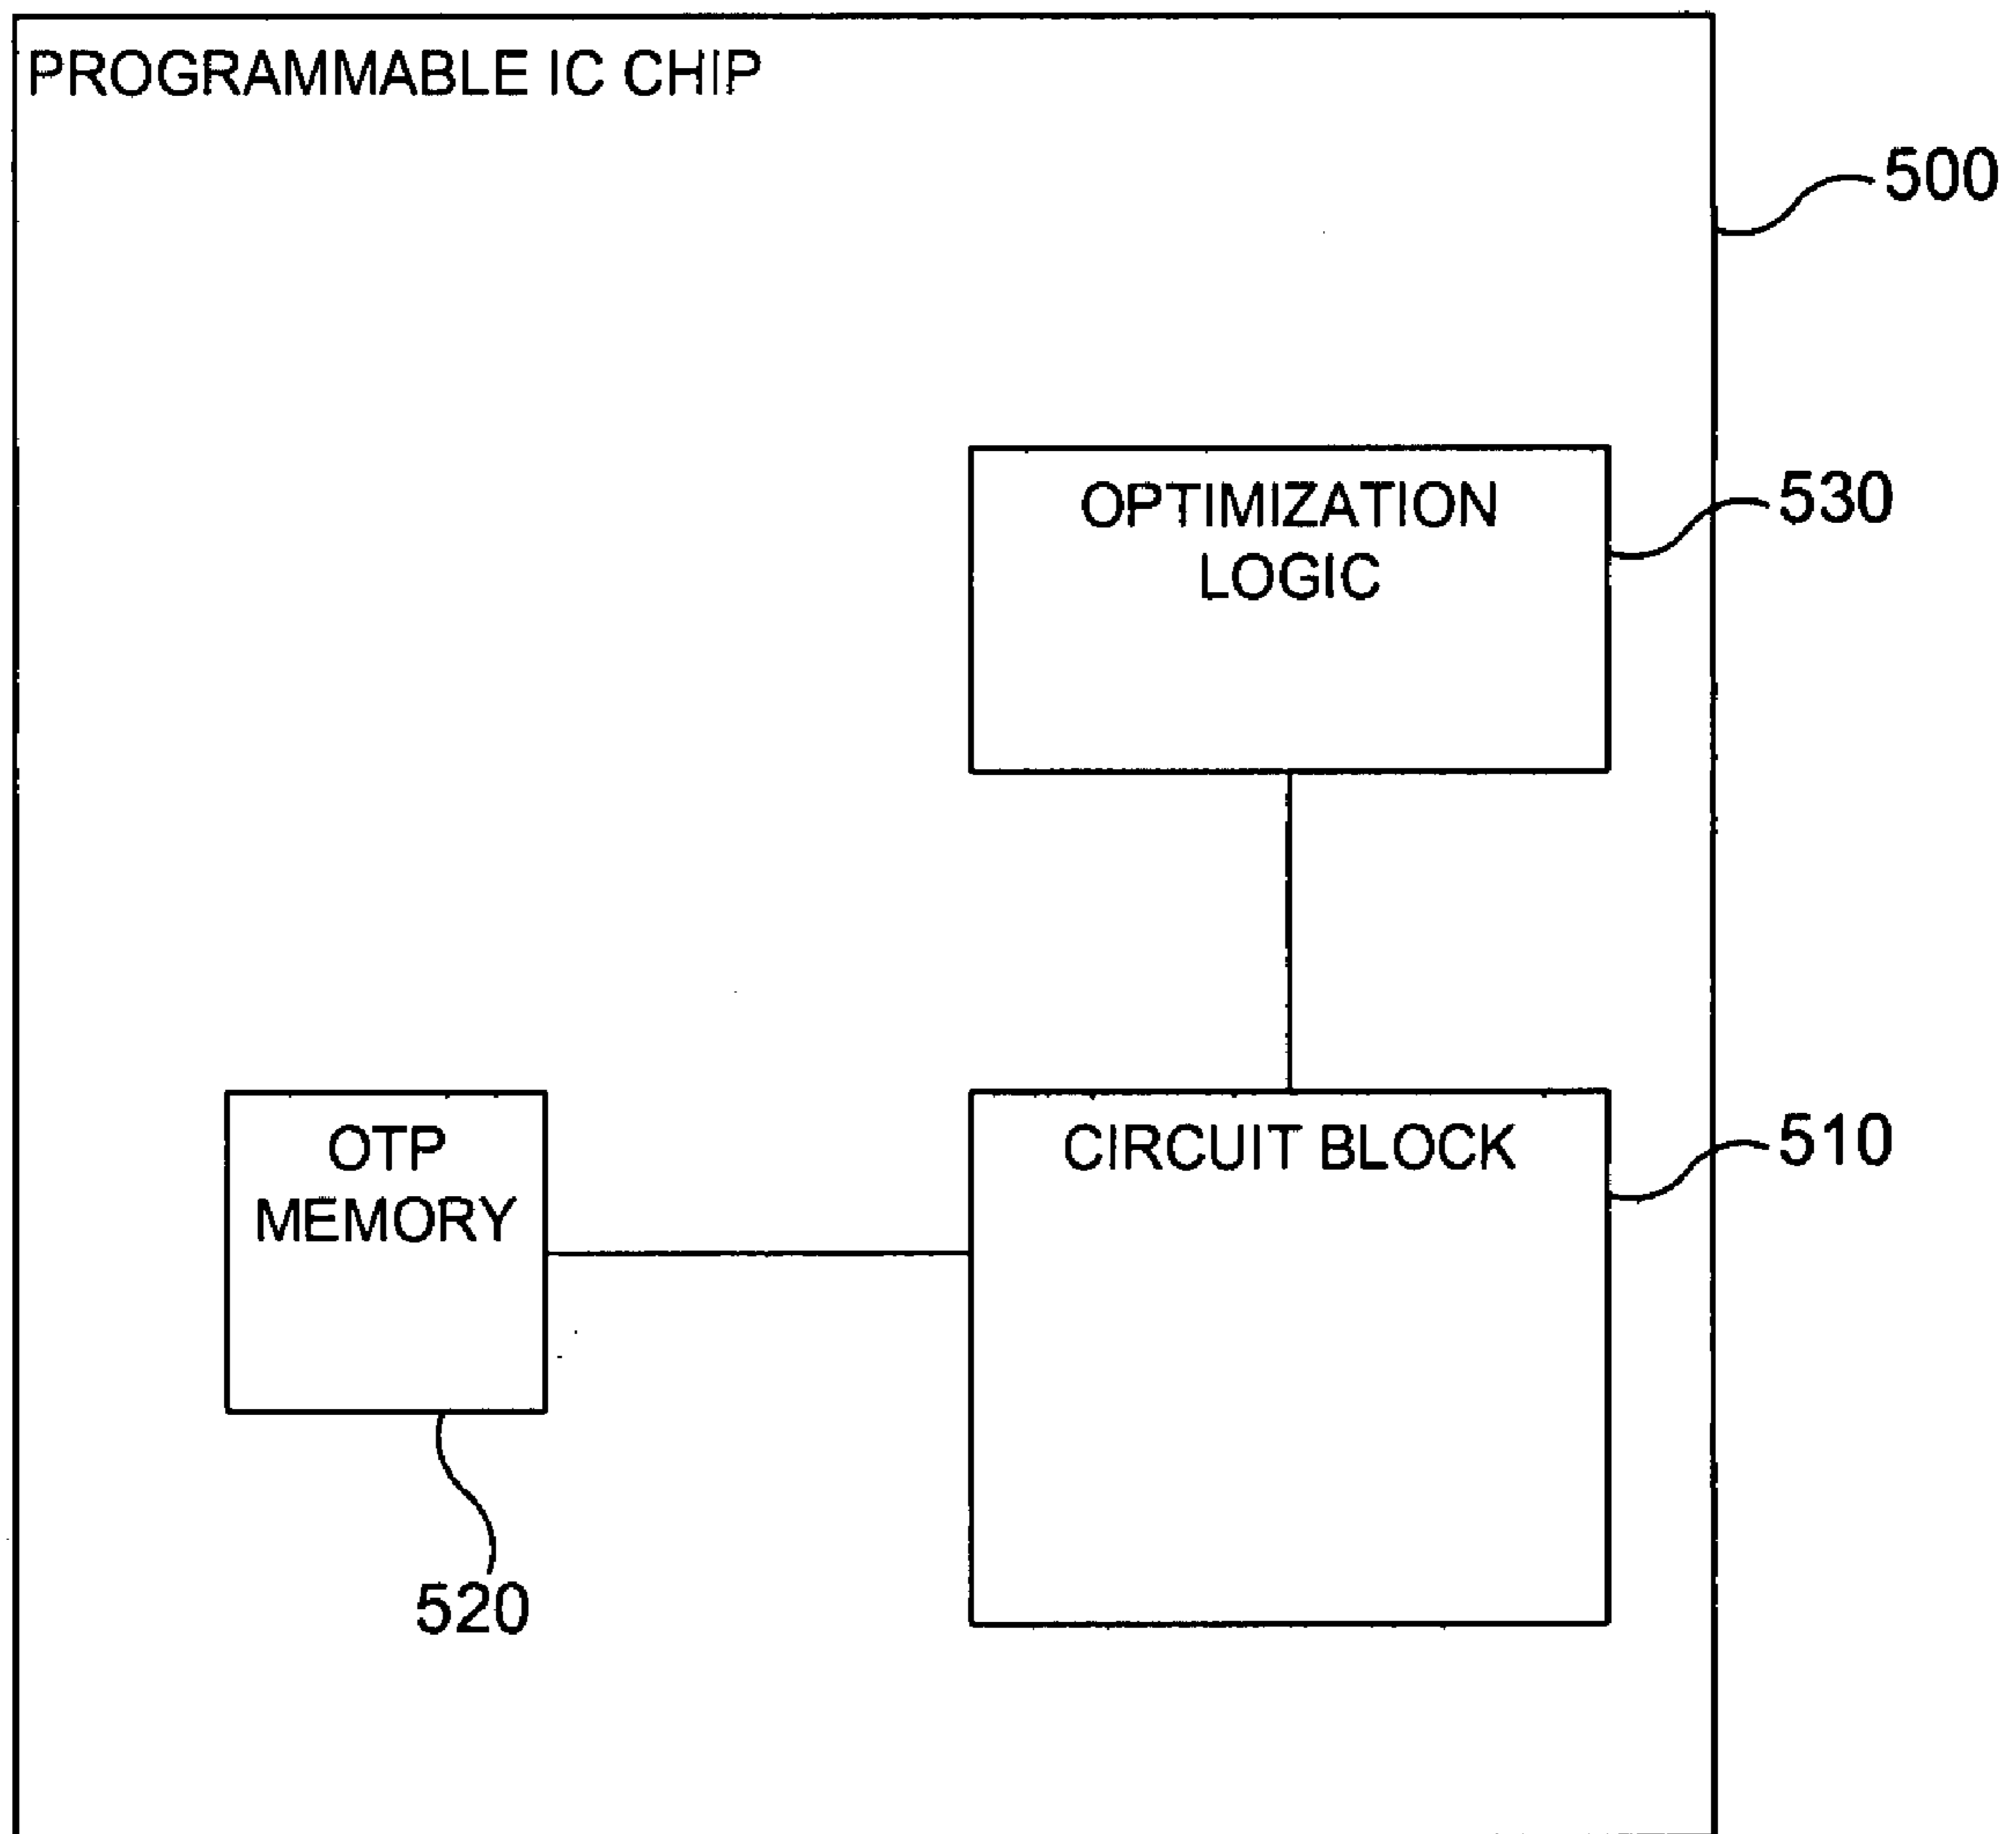 PROGRAMMABLE IC CHIP
500
OPTIMIZATION
LOGIC
530
OTP
MEMORY
CIRCUIT BLOCK
510
520